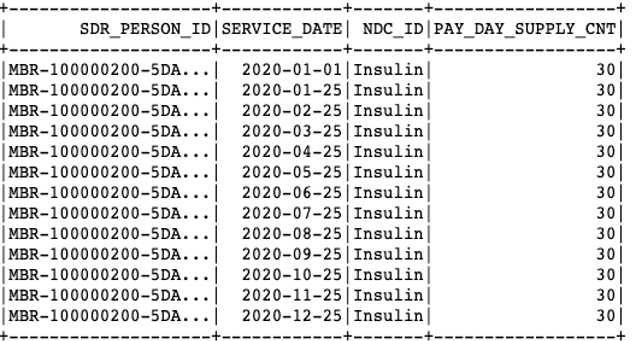 +--------------------+------------+-------+------------------+
|       SDR_PERSON_ID|SERVICE_DATE| NDC_ID|PAY_DAY_SUPPLY_CNT|
+--------------------+------------+-------+------------------+
|MBR-100000200-5DA...|  2020-01-01|Insulin|                30|
|MBR-100000200-5DA...|  2020-01-25|Insulin|                30|
|MBR-100000200-5DA...|  2020-02-25|Insulin|                30|
|MBR-100000200-5DA...|  2020-03-25|Insulin|                30|
|MBR-100000200-5DA...|  2020-04-25|Insulin|                30|
|MBR-100000200-5DA...|  2020-05-25|Insulin|                30|
|MBR-100000200-5DA...|  2020-06-25|Insulin|                30|
|MBR-100000200-5DA...|  2020-07-25|Insulin|                30|
|MBR-100000200-5DA...|  2020-08-25|Insulin|                30|
|MBR-100000200-5DA...|  2020-09-25|Insulin|                30|
|MBR-100000200-5DA...|  2020-10-25|Insulin|                30|
|MBR-100000200-5DA...|  2020-11-25|Insulin|                30|
|MBR-100000200-5DA...|  2020-12-25|Insulin|                30|
+--------------------+------------+-------+------------------+